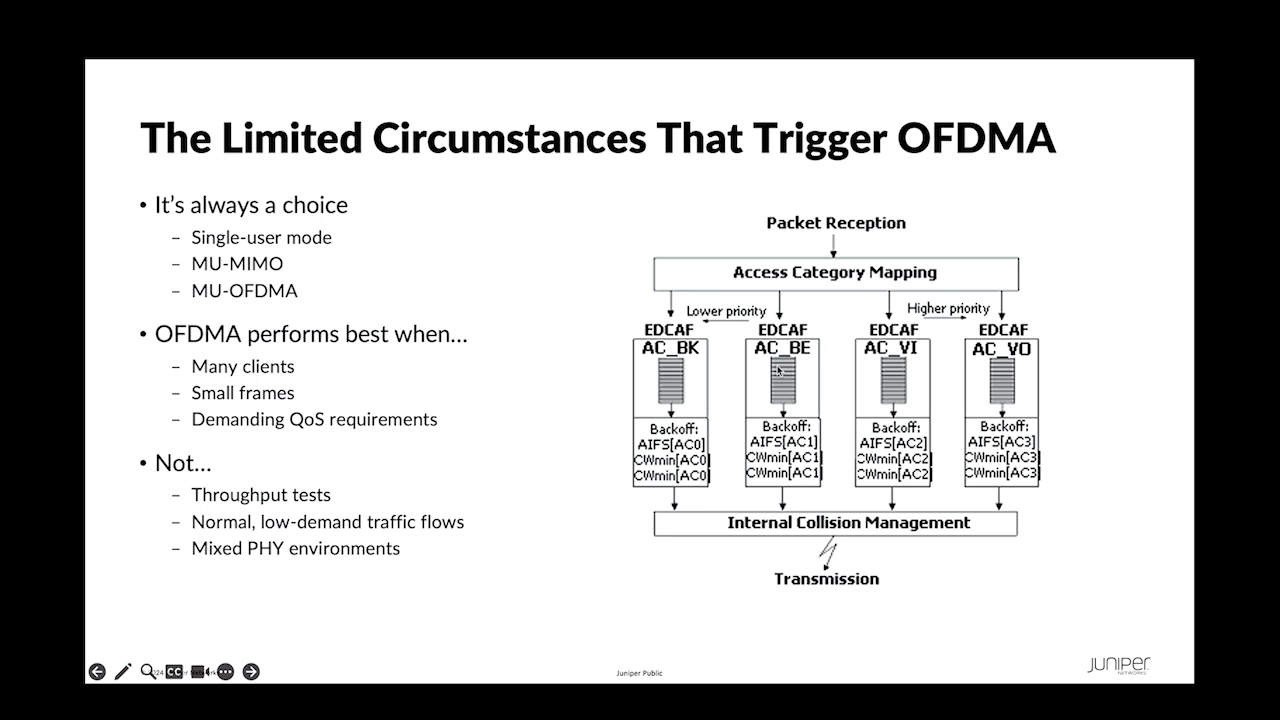 The Limited Circumstances That Trigger OFDMA
• It's always a choice
– Single-user mode
– MU-MIMO
– MU-OFDMA
• OFDMA performs best when...
– Many clients
– Small frames
– Demanding QoS requirements
• Not...
– Throughput tests
– Normal, low-demand traffic flows
– Mixed PHY environments
Packet Reception
Access Category Mapping
Lower priority
Higher priority
EDCAF EDCAF EDCAF EDCAF
AC_BK AC_BE AC_VI AC_VO
Backoff: Backoff: Backoff: Backoff:
AIFS[AC0] AIFS[AC1] AIFS[AC2] AIFS[AC3]
CWmin[AC0] CWmin[AC1] CWmin[AC2] CWmin[AC3]
CWmin[AC0] CWmin[AC1] CWmin[AC2] CWmin[AC3]
Internal Collision Management
Transmission
CC
Juniper Public
JUNIPER
NETWORKS